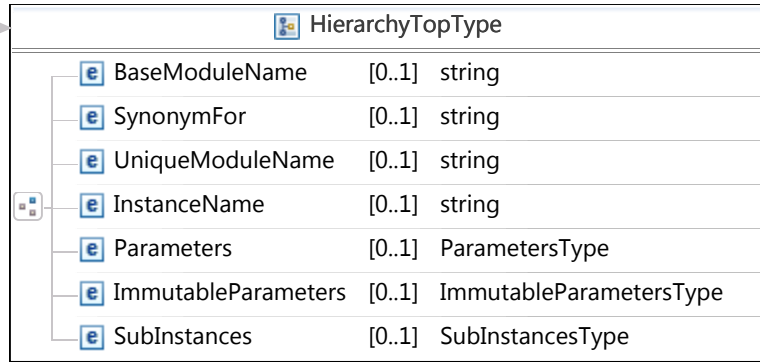 HierarchyTopType
e BaseModuleName [0..1] string
e SynonymFor [0..1] string
e UniqueModuleName [0..1] string
e InstanceName [0..1] string
e Parameters [0..1] ParametersType
e ImmutableParameters [0..1] ImmutableParametersType
e SubInstances [0..1] SubInstancesType